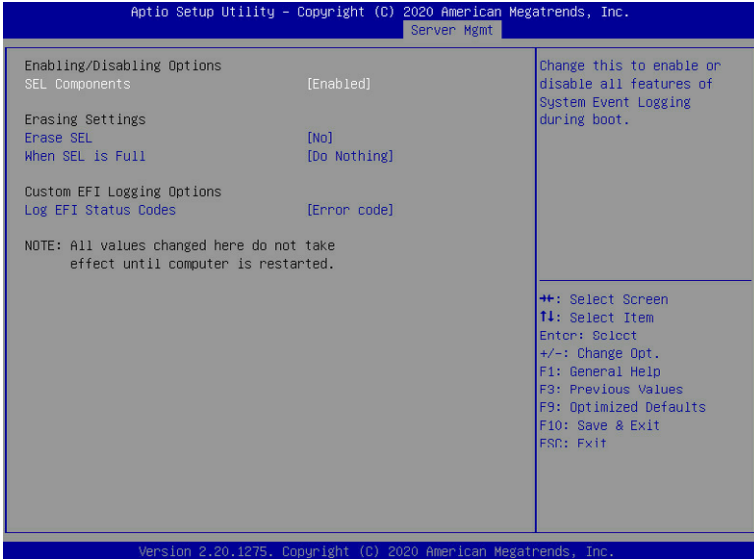 Aptio Setup Utility – Copyright (C) 2020 American Megatrends, Inc.
Server Mgmt
Enabling/Disabling Options
SEL Components [Enabled]
Erasing Settings
Erase SEL [No]
When SEL is Full [Do Nothing]
Custom EFI Logging Options
Log EFI Status Codes [Error code]
NOTE: All values changed here do not take
effect until computer is restarted.
Change this to enable or
disable all features of
System Event Logging
during boot.
→←: Select Screen
↑↓: Select Item
Enter: Select
+/-: Change Opt.
F1: General Help
F3: Previous Values
F9: Optimized Defaults
F10: Save & Exit
ESC: Exit
Version 2.20.1275. Copyright (C) 2020 American Megatrends, Inc.